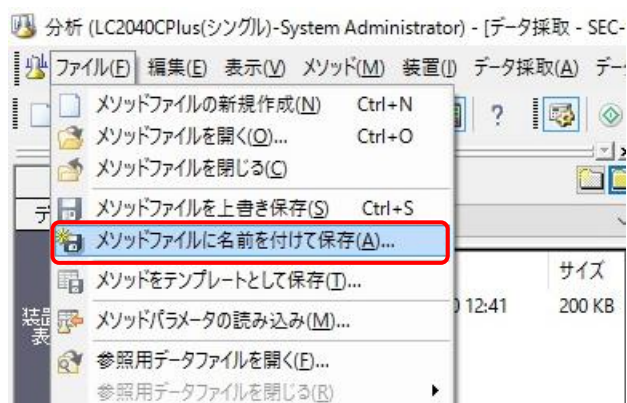 分析 (LC2040CPlus(シングル)-System Administrator) - [データ採取 - SEC-
ファイル(F) 編集(E) 表示(V) メソッド(M) 装置(I) データ採取(A) デー
メソッドファイルの新規作成(N) Ctrl+N
メソッドファイルを開く(O)... Ctrl+O
メソッドファイルを閉じる(C)
デ
メソッドファイルを上書き保存(S) Ctrl+S
メソッドファイルに名前を付けて保存(A)...
サイズ
メソッドをテンプレートとして保存(T)...
12:41 200 KB
装置
表
メソッドパラメータの読み込み(M)...
参照用データファイルを開く(F)...
参照用データファイルを閉じる(R)